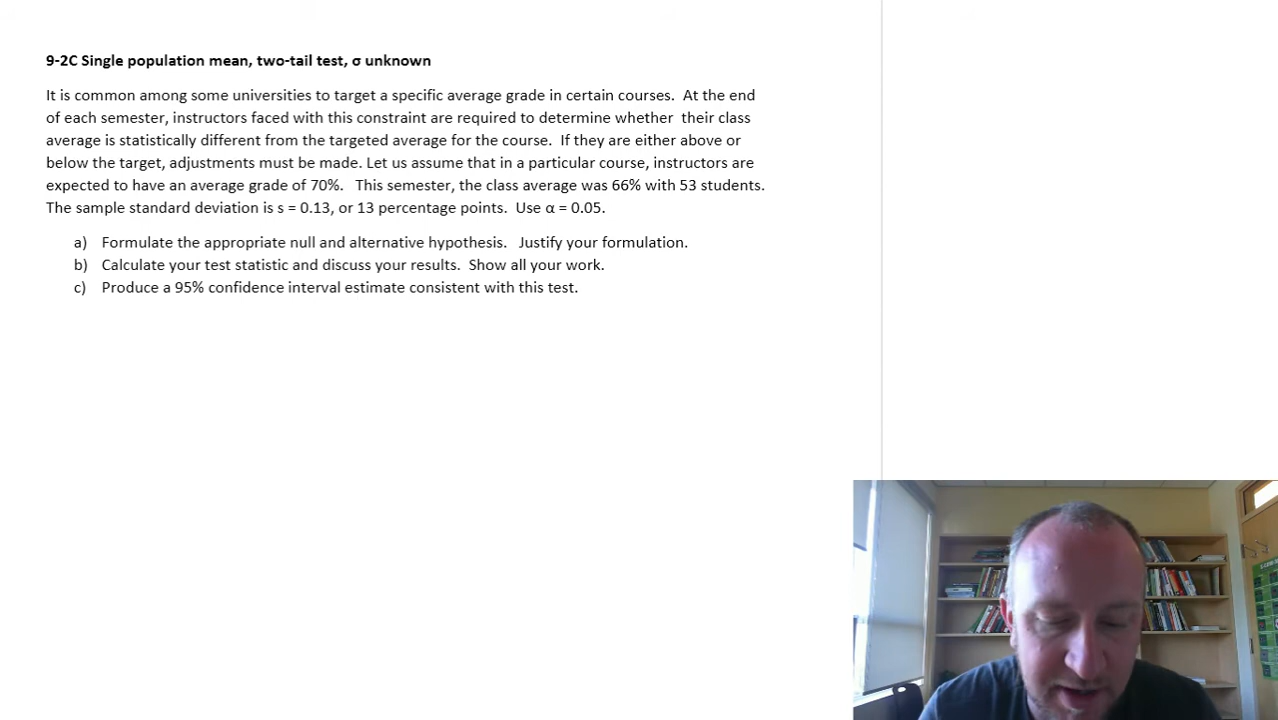 9-2C Single population mean, two-tail test, σ unknown
It is common among some universities to target a specific average grade in certain courses.  At the end
of each semester, instructors faced with this constraint are required to determine whether  their class
average is statistically different from the targeted average for the course.  If they are either above or
below the target, adjustments must be made. Let us assume that in a particular course, instructors are
expected to have an average grade of 70%.   This semester, the class average was 66% with 53 students.
The sample standard deviation is s = 0.13, or 13 percentage points.  Use α = 0.05.
a)   Formulate the appropriate null and alternative hypothesis.   Justify your formulation.
b)   Calculate your test statistic and discuss your results.  Show all your work.
c)   Produce a 95% confidence interval estimate consistent with this test.